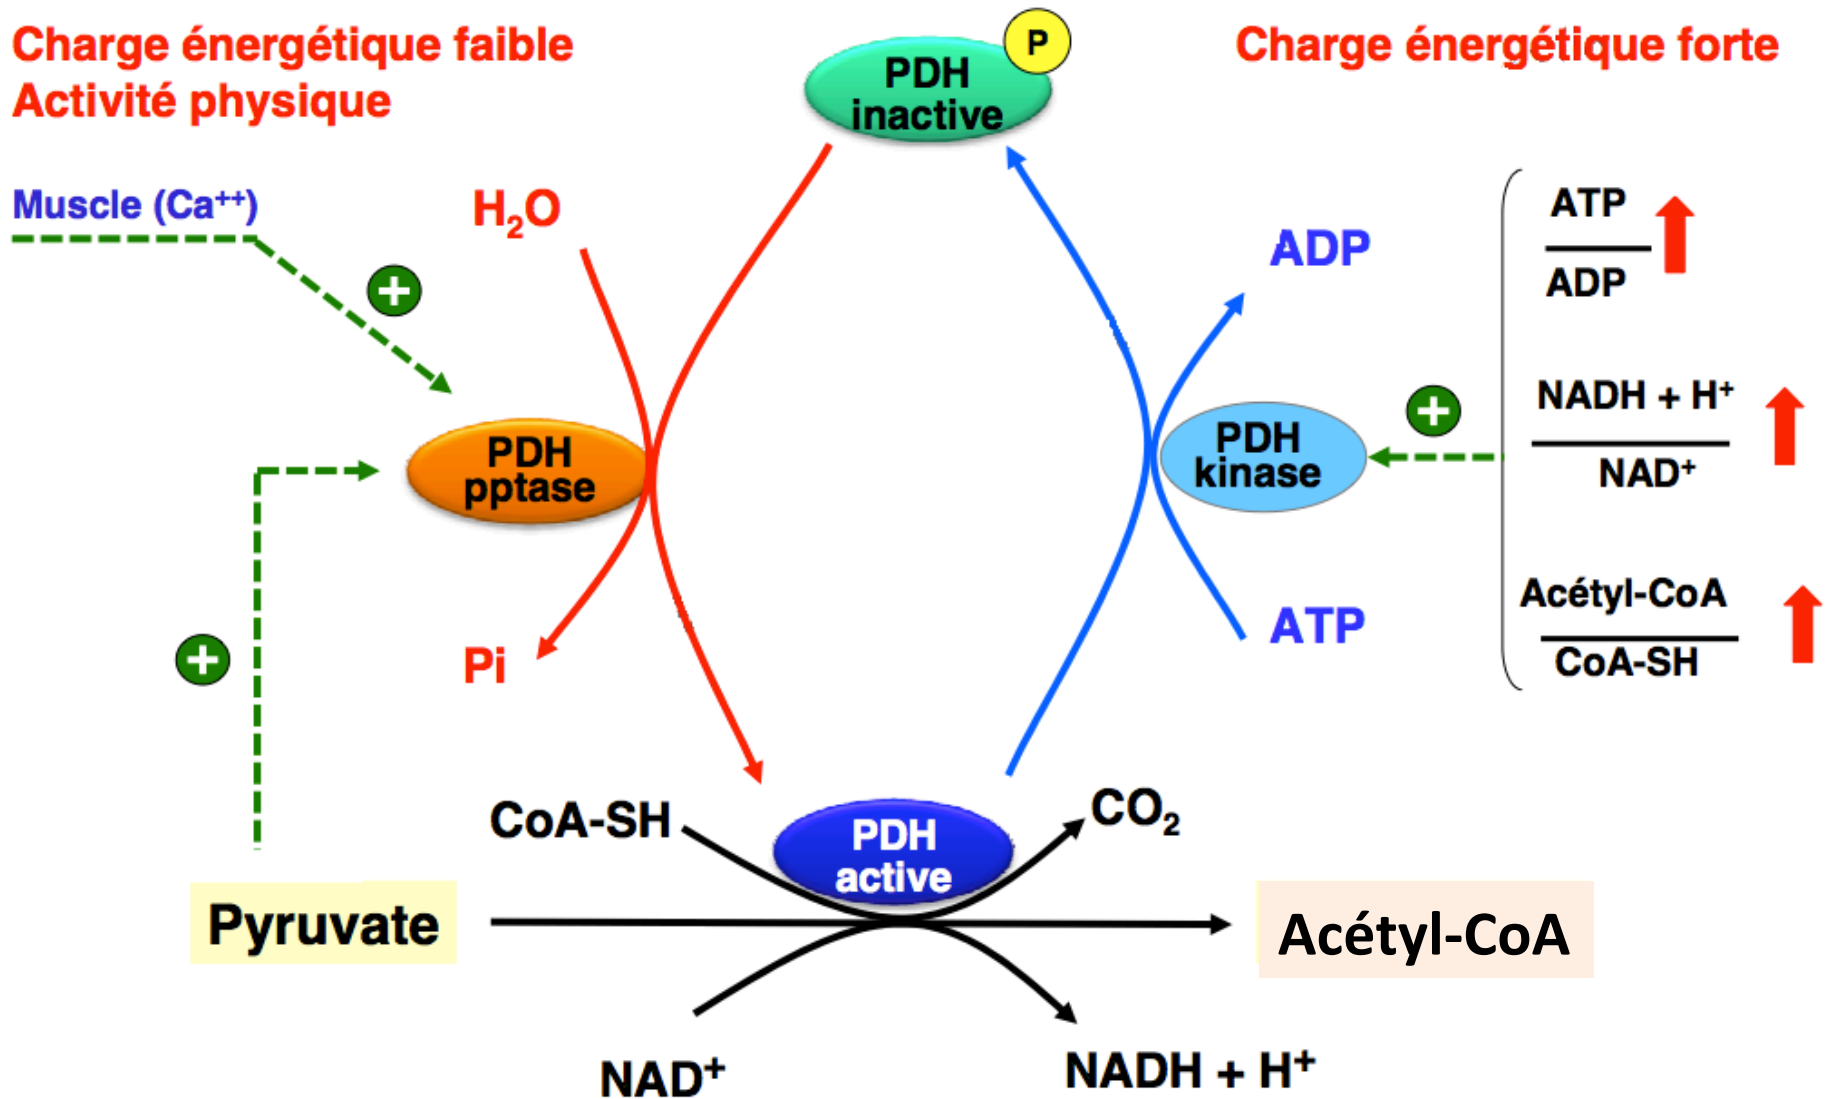 Charge énergétique faible
Activité physique
Charge énergétique forte
P
PDH
inactive
Muscle (Ca⁺⁺)
H₂O
ADP
ATP
ADP
+
+
PDH
pptase
PDH
kinase
NADH + H⁺
NAD⁺
+
Pi
ATP
Acétyl-CoA
CoA-SH
CoA-SH
PDH
active
CO₂
Pyruvate
Acétyl-CoA
NAD⁺
NADH + H⁺